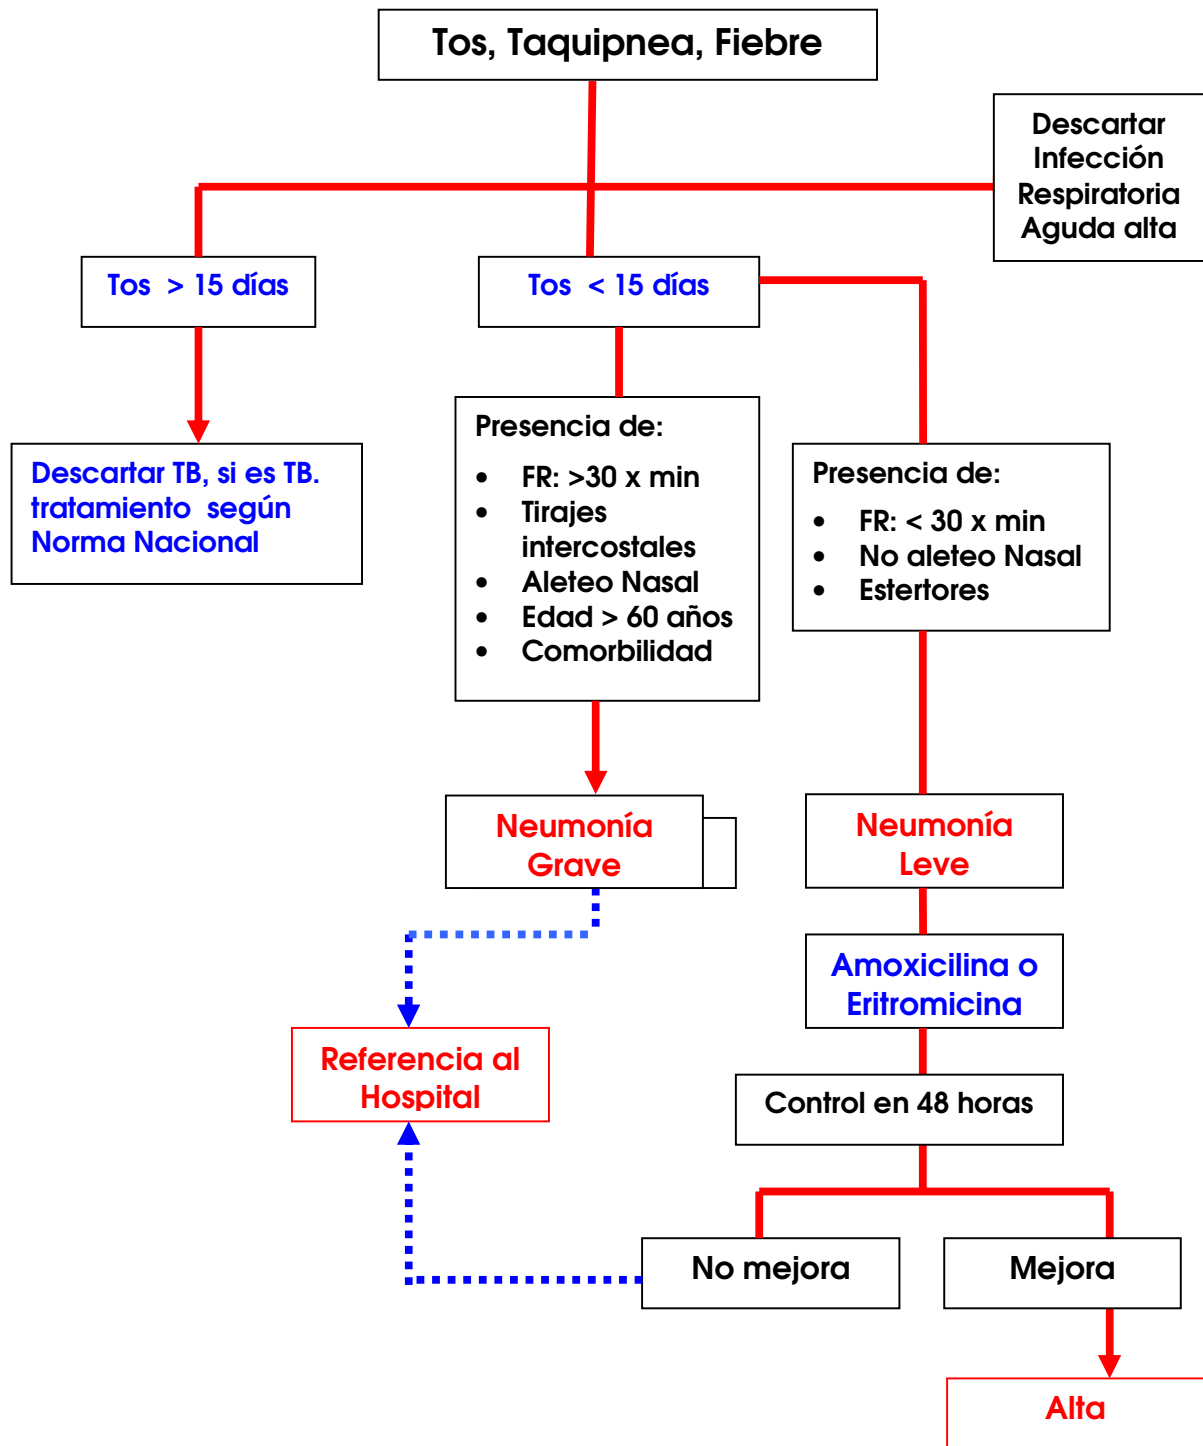 Tos, Taquipnea, Fiebre
Descartar
Infección
Respiratoria
Aguda alta
Tos > 15 días
Tos < 15 días
Descartar TB, si es TB.
tratamiento según
Norma Nacional
Presencia de:
• FR: >30 x min
• Tirajes
intercostales
• Aleteo Nasal
• Edad > 60 años
• Comorbilidad
Presencia de:
• FR: < 30 x min
• No aleteo Nasal
• Estertores
Neumonía
Grave
Neumonía
Leve
Amoxicilina o
Eritromicina
Referencia al
Hospital
Control en 48 horas
No mejora
Mejora
Alta